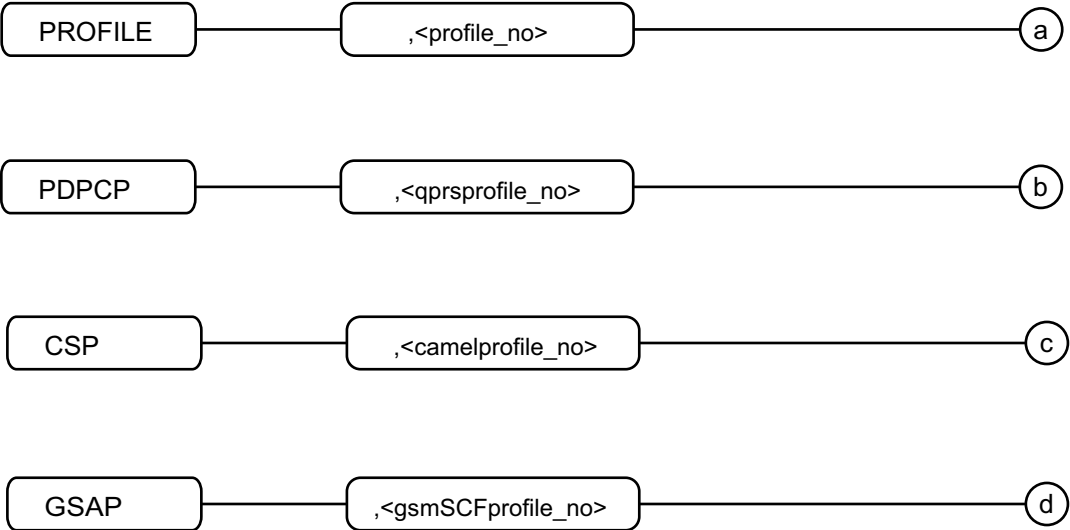 PROFILE ,<profile_no> a
PDPCP ,<qprsprofile_no> b
CSP ,<camelprofile_no> c
GSAP ,<gsmSCFprofile_no> d